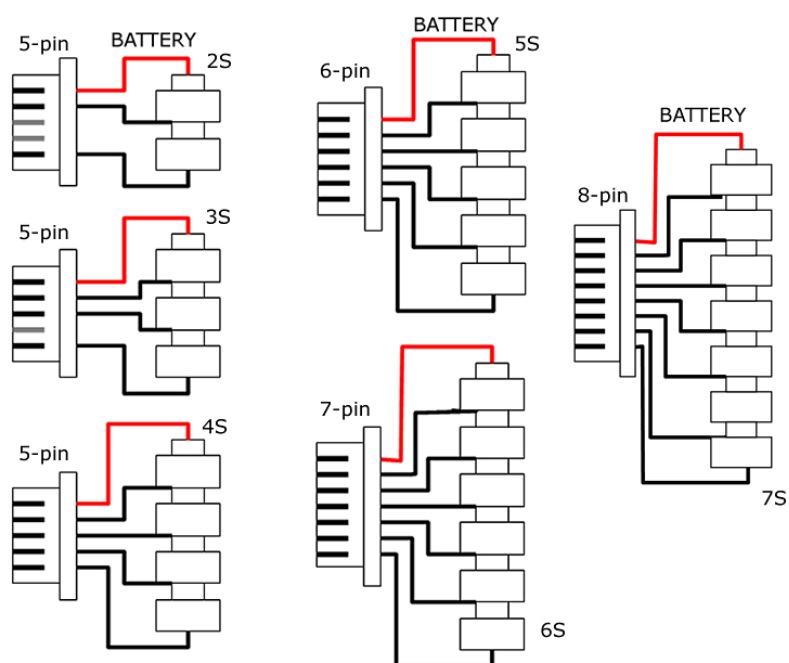 BATTERY
5-pin
2S
5-pin
3S
5-pin
4S
BATTERY
6-pin
5S
7-pin
6S
BATTERY
8-pin
7S